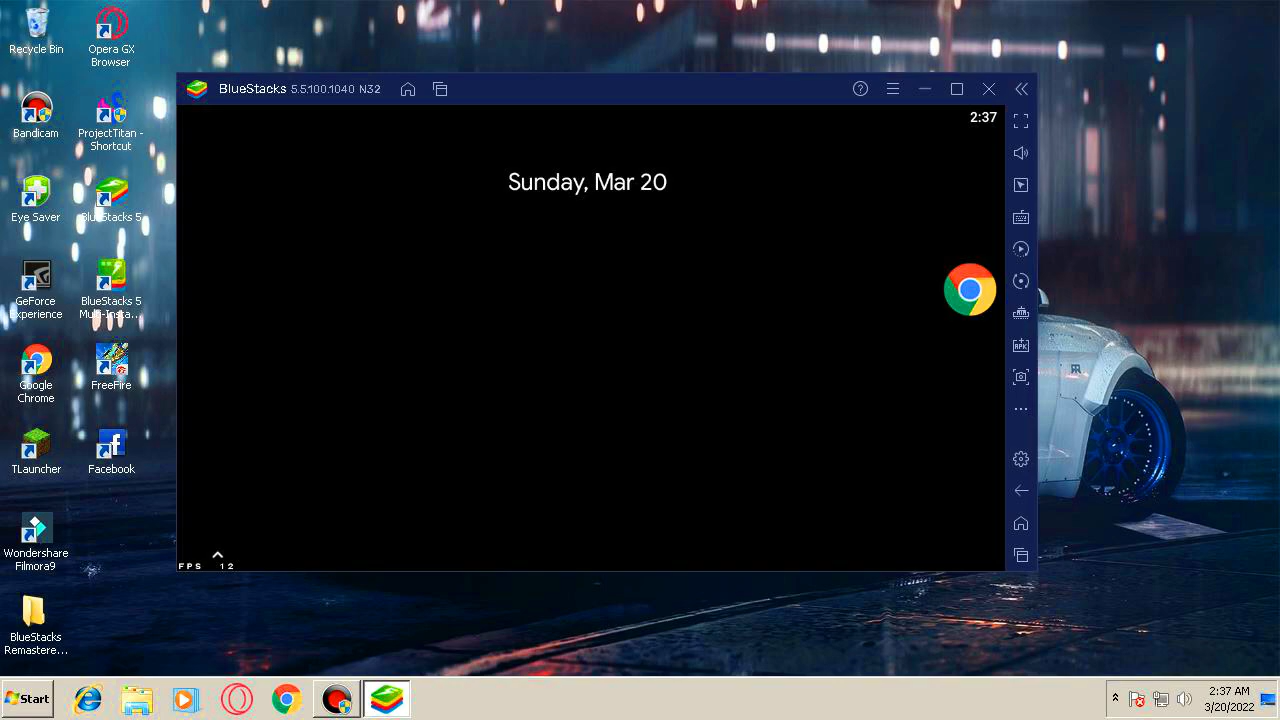 Recycle Bin
Opera GX
Browser
Bandicam
ProjectTitan -
Shortcut
Eye Saver
BlueStacks 5
GeForce
Experience
BlueStacks 5
Multi-Insta...
Google
Chrome
FreeFire
TLauncher
Facebook
Wondershare
Filmora9
BlueStacks
Remastere...
BlueStacks 5.5.100.1040 N32
2:37
Sunday, Mar 20
FPS 12
APK
Start
2:37 AM
3/20/2022